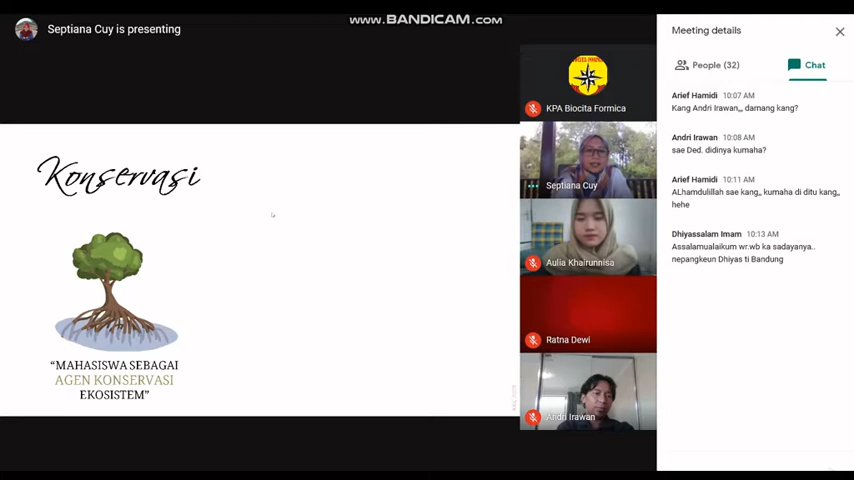 Septiana Cuy is presenting
WWW.BANDICAM.COM
Konservasi
“MAHASISWA SEBAGAI
AGEN KONSERVASI
EKOSISTEM”
KPA Biocita Formica
Septiana Cuy
Aulia Khairunnisa
Ratna Dewi
Andri Irawan
Meeting details
People (32)
Chat
Arief Hamidi 10:07 AM
Kang Andri Irawan,,, damang kang?
Andri Irawan 10:08 AM
sae Ded. didinya kumaha?
Arief Hamidi 10:11 AM
ALhamdulillah sae kang,, kumaha di ditu kang,,
hehe
Dhiyassalam Imam 10:13 AM
Assalamualaikum wr.wb ka sadayana..
nepangkeun Dhiyas ti Bandung